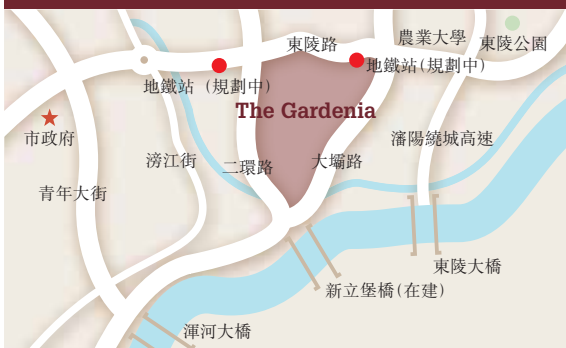 東陵路
農業大學
東陵公園
地鐵站（規劃中）
地鐵站(規劃中)
The Gardenia
市政府
滂江街
二環路
大壩路
瀋陽繞城高速
青年大街
東陵大橋
新立堡橋(在建)
渾河大橋